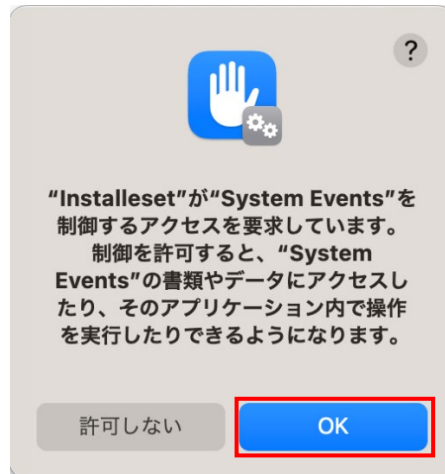 ?
“Installeset”が“System Events”を
制御するアクセスを要求しています。
制御を許可すると、“System
Events”の書類やデータにアクセスし
たり、そのアプリケーション内で操作
を実行したりできるようになります。
許可しない
OK